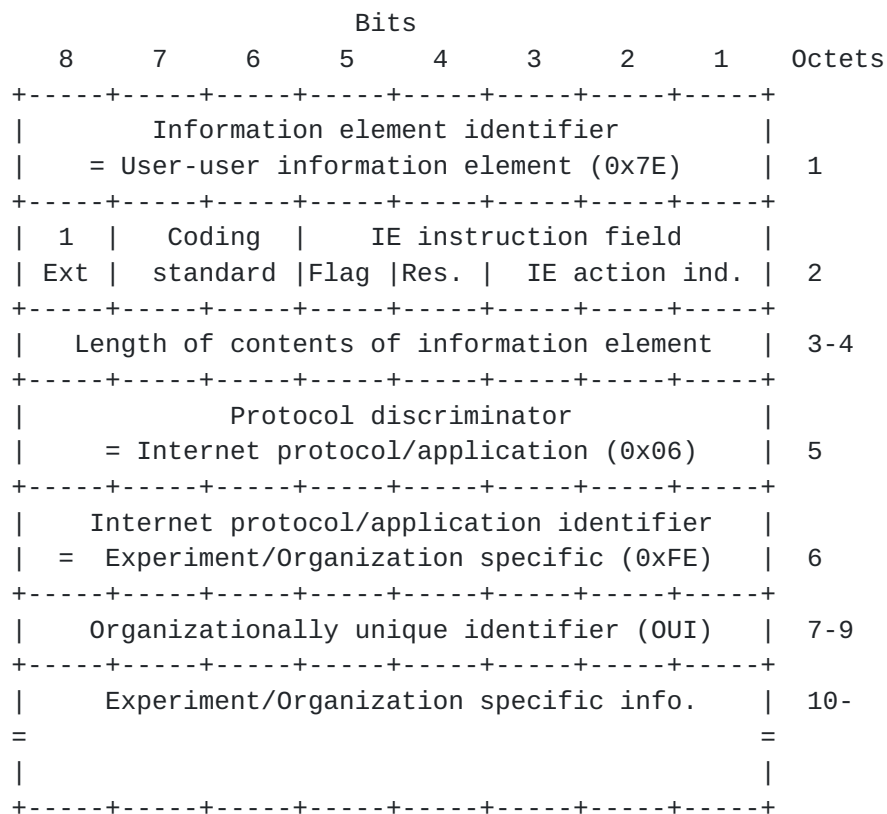 Bits
   8     7     6     5     4     3     2     1   Octets
+-----+-----+-----+-----+-----+-----+-----+-----+
|        Information element identifier         |
|    = User-user information element (0x7E)     |  1
+-----+-----+-----+-----+-----+-----+-----+-----+
|  1  |   Coding  |    IE instruction field     |
| Ext |  standard |Flag |Res. |  IE action ind. |  2
+-----+-----+-----+-----+-----+-----+-----+-----+
|   Length of contents of information element   |  3-4
+-----+-----+-----+-----+-----+-----+-----+-----+
|             Protocol discriminator            |
|     = Internet protocol/application (0x06)    |  5
+-----+-----+-----+-----+-----+-----+-----+-----+
|    Internet protocol/application identifier   |
|  =  Experiment/Organization specific (0xFE)   |  6
+-----+-----+-----+-----+-----+-----+-----+-----+
|    Organizationally unique identifier (OUI)   |  7-9
+-----+-----+-----+-----+-----+-----+-----+-----+
|     Experiment/Organization specific info.    |  10-
=                                               =
|                                               |
+-----+-----+-----+-----+-----+-----+-----+-----+